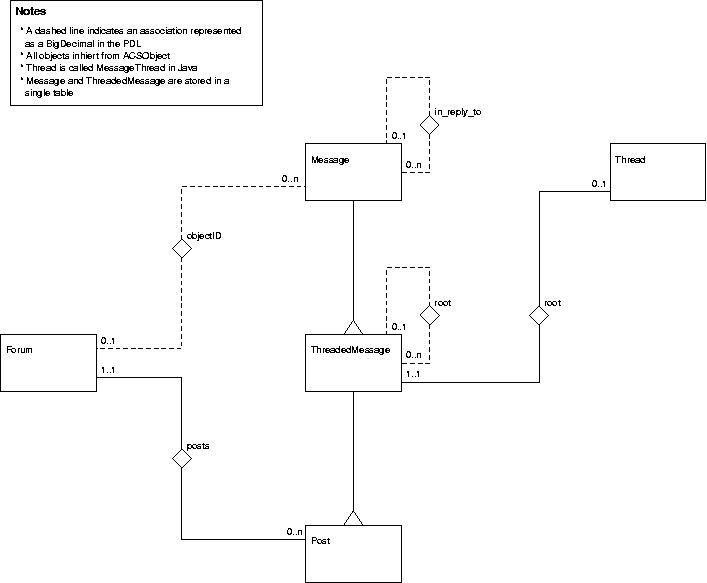 Notes
* A dashed line indicates an association represented
as a BigDecimal in the PDL
* All objects inhiert from ACSObject
* Thread is called MessageThread in Java
* Message and ThreadedMessage are stored in a
single table
in_reply_to
0..1
Message
0..n
0..n
Thread
0..1
objectID
root
root
0..1
0..1
Forum
ThreadedMessage
0..n
1..1
1..1
posts
0..n
Post